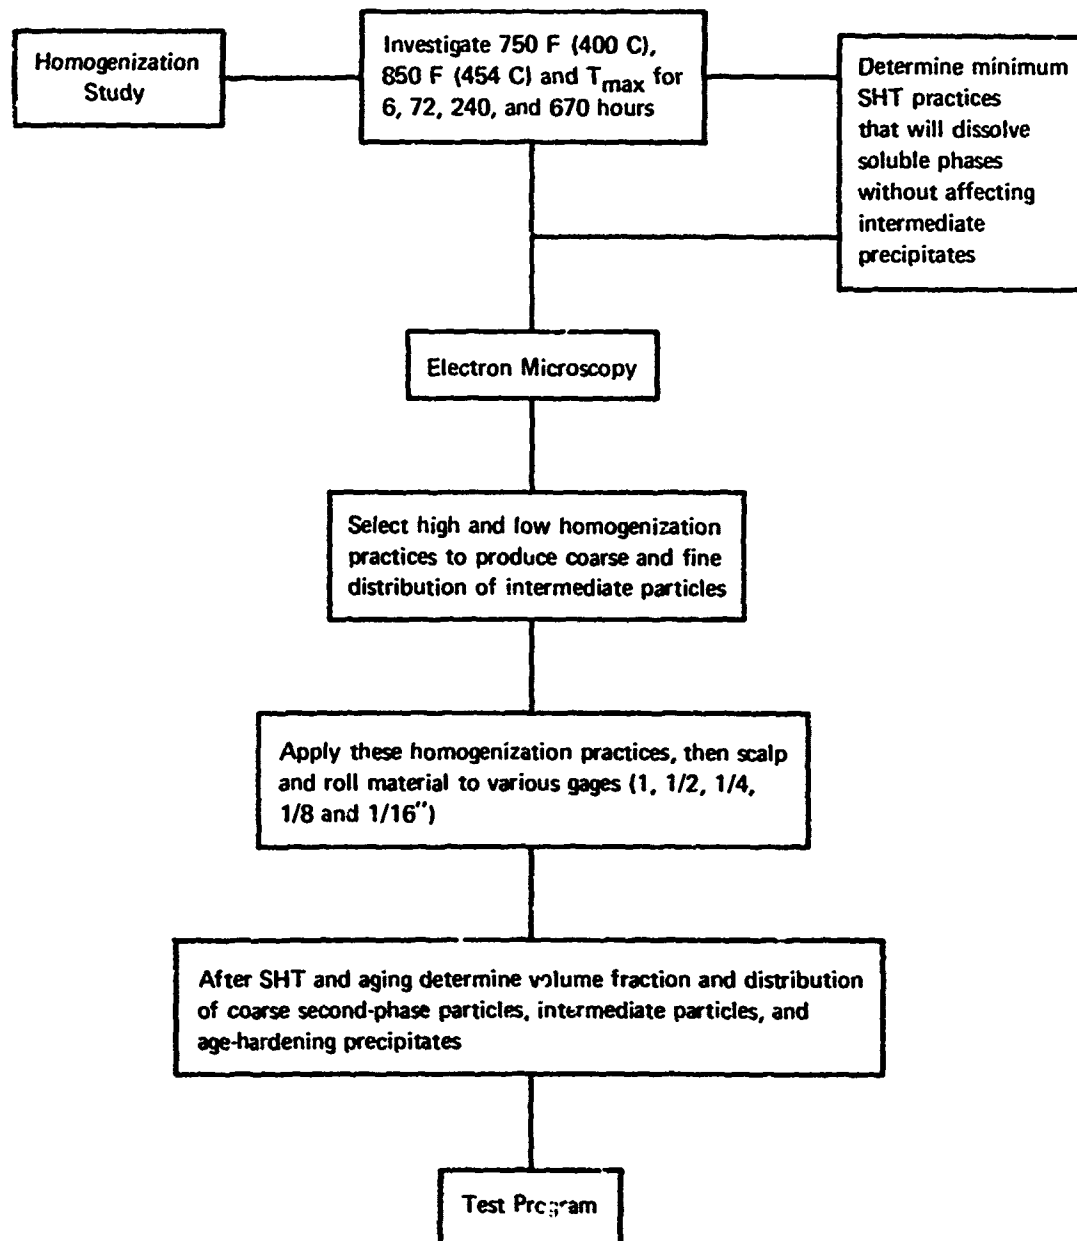 Homogenization
Study
Investigate 750 F (400 C),
850 F (454 C) and Tmax for
6, 72, 240, and 670 hours
Determine minimum
SHT practices
that will dissolve
soluble phases
without affecting
intermediate
precipitates
Electron Microscopy
Select high and low homogenization
practices to produce coarse and fine
distribution of intermediate particles
Apply these homogenization practices, then scalp
and roll material to various gages (1, 1/2, 1/4,
1/8 and 1/16")
After SHT and aging determine volume fraction and distribution
of coarse second-phase particles, intermediate particles, and
age-hardening precipitates
Test Program